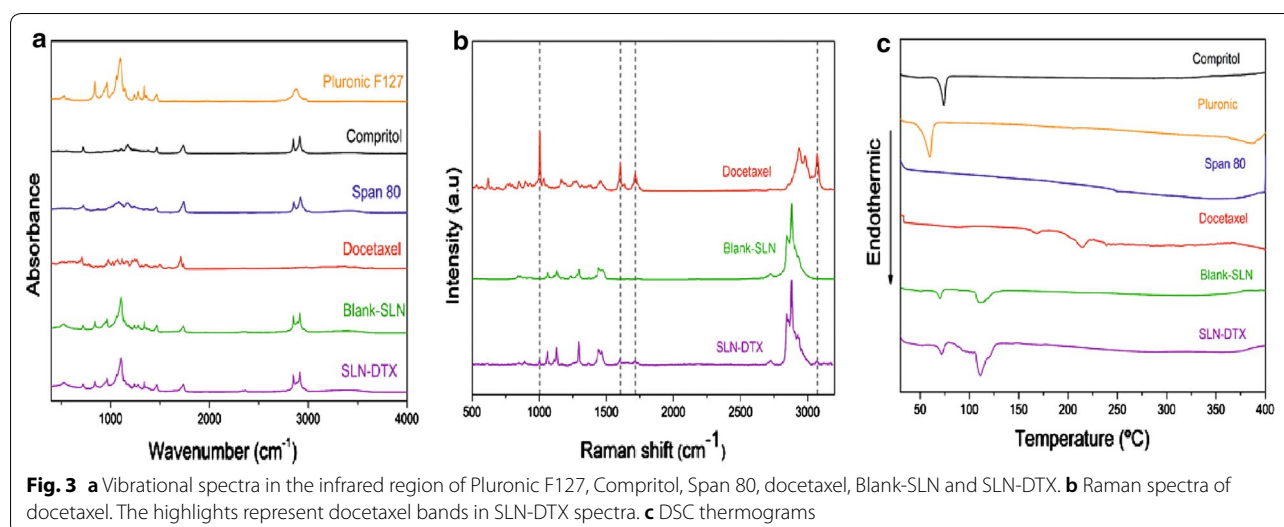 a
Pluronic F127
Compritol
Span 80
Docetaxel
Blank-SLN
SLN-DTX
Absorbance
1000
2000
3000
4000
Wavenumber (cm⁻¹)
b
Docetaxel
Blank-SLN
SLN-DTX
Intensity (a.u)
500
1000
1500
2000
2500
3000
Raman shift (cm⁻¹)
c
Compritol
Pluronic
Span 80
Docetaxel
Blank-SLN
SLN-DTX
Endothermic
50
100
150
200
250
300
350
400
Temperature (ºC)
Fig. 3 a Vibrational spectra in the infrared region of Pluronic F127, Compritol, Span 80, docetaxel, Blank-SLN and SLN-DTX. b Raman spectra of
docetaxel. The highlights represent docetaxel bands in SLN-DTX spectra. c DSC thermograms